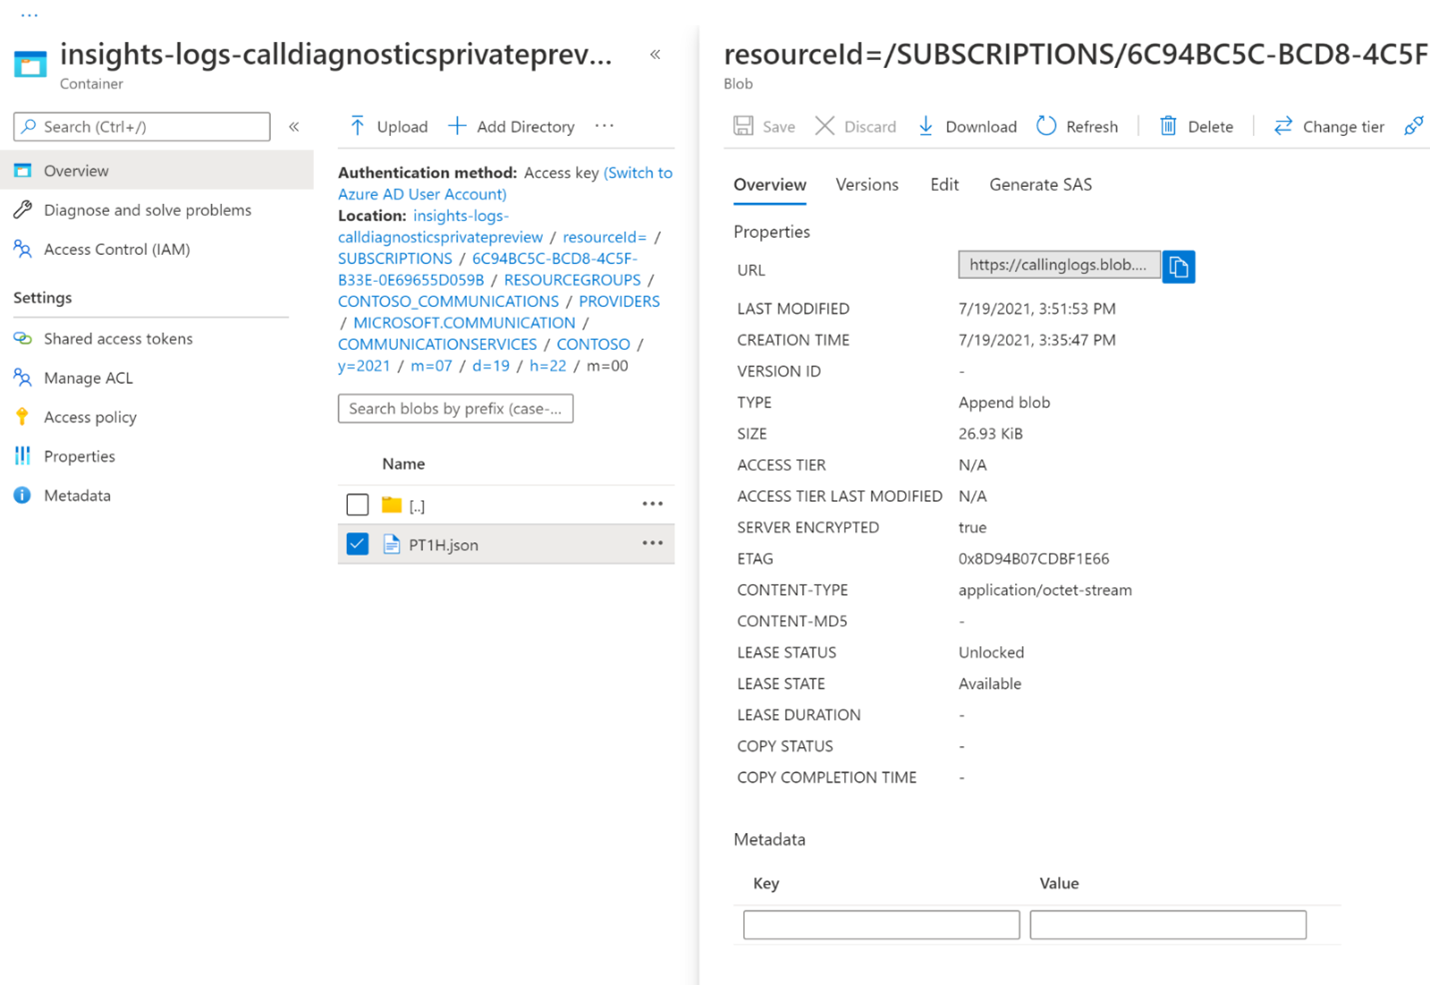 ...
insights-logs-calldiagnosticsprivateprev...
Container
Search (Ctrl+/)
Overview
Diagnose and solve problems
Access Control (IAM)
Settings
Shared access tokens
Manage ACL
Access policy
Properties
Metadata
Upload
Add Directory
...
Authentication method: Access key (Switch to
Azure AD User Account)
Location: insights-logs-
calldiagnosticsprivatepreview / resourceId= /
SUBSCRIPTIONS / 6C94BC5C-BCD8-4C5F-
B33E-0E69655D059B / RESOURCEGROUPS /
CONTOSO_COMMUNICATIONS / PROVIDERS
/ MICROSOFT.COMMUNICATION /
COMMUNICATIONSERVICES / CONTOSO /
y=2021 / m=07 / d=19 / h=22 / m=00
Search blobs by prefix (case-...
Name
[..]
PT1H.json
resourceId=/SUBSCRIPTIONS/6C94BC5C-BCD8-4C5F
Blob
Save
Discard
Download
Refresh
Delete
Change tier
Overview
Versions
Edit
Generate SAS
Properties
URL https://callinglogs.blob....
LAST MODIFIED 7/19/2021, 3:51:53 PM
CREATION TIME 7/19/2021, 3:35:47 PM
VERSION ID -
TYPE Append blob
SIZE 26.93 KiB
ACCESS TIER N/A
ACCESS TIER LAST MODIFIED N/A
SERVER ENCRYPTED true
ETAG 0x8D94B07CDBF1E66
CONTENT-TYPE application/octet-stream
CONTENT-MD5 -
LEASE STATUS Unlocked
LEASE STATE Available
LEASE DURATION -
COPY STATUS -
COPY COMPLETION TIME -
Metadata
Key Value